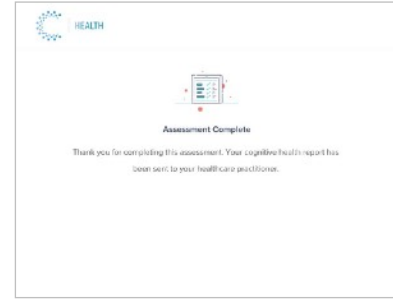 HEALTH
Assessment Complete
Thank you for completing this assessment. Your cognitive health report has
been sent to your healthcare practitioner.